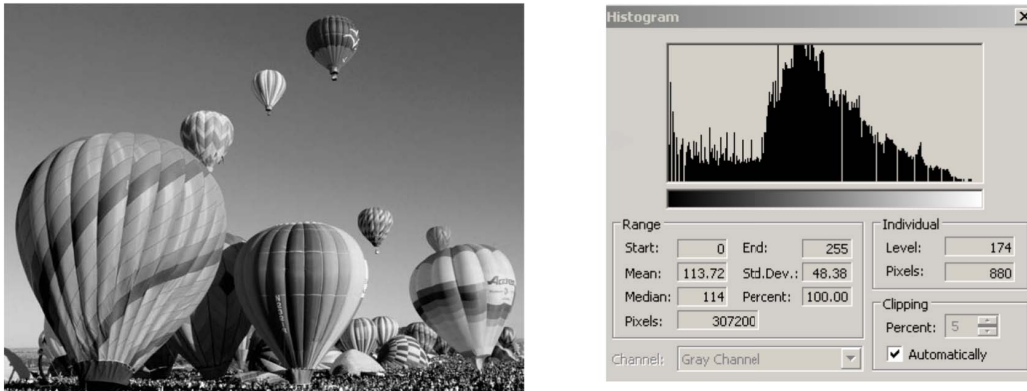 Histogram
Range
Start: 0 End: 255
Mean: 113.72 Std.Dev.: 48.38
Median: 114 Percent: 100.00
Pixels: 307200
Channel: Gray Channel
Individual
Level: 174
Pixels: 880
Clipping
Percent: 5
Automatically